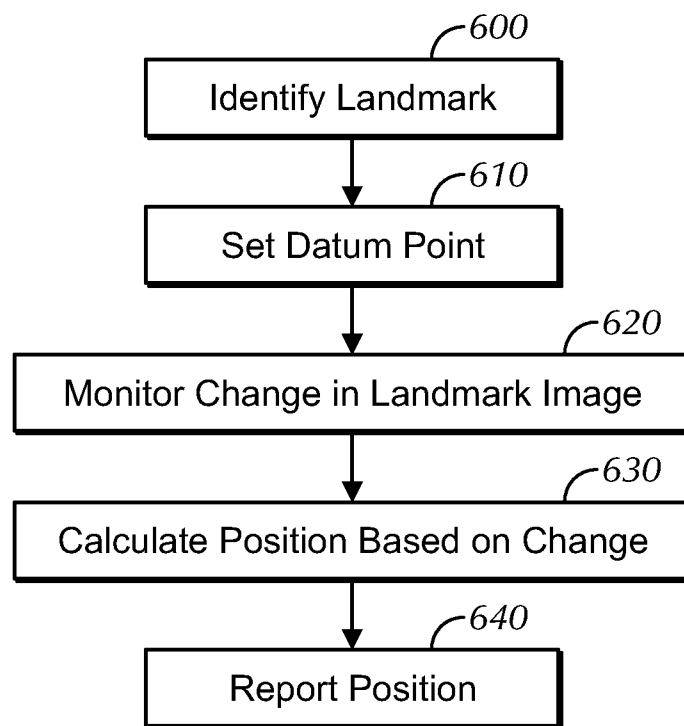 600
Identify Landmark
610
Set Datum Point
620
Monitor Change in Landmark Image
630
Calculate Position Based on Change
640
Report Position